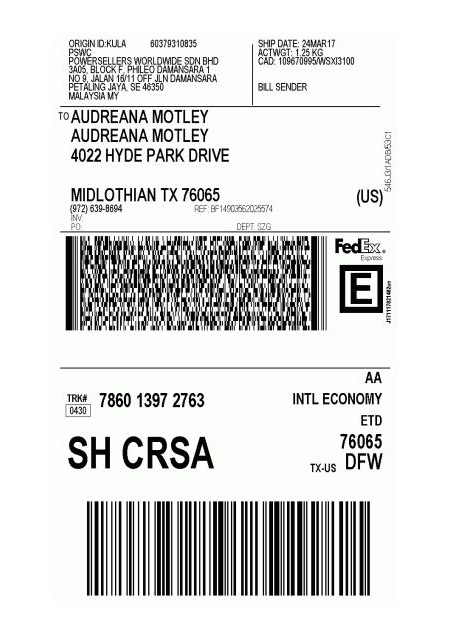 ORIGIN ID:KULA 60379310835
PSWC
POWERSELLERS WORLDWIDE SDN BHD
3A05, BLOCK F, PHILEO DAMANSARA 1
NO 9, JALAN 16/11 OFF JLN DAMANSARA
PETALING JAYA, SE 46350
MALAYSIA MY
SHIP DATE: 24MAR17
ACTWGT: 1.25 KG
CAD: 109670995/WSXI3100
BILL SENDER
TO AUDREANA MOTLEY
AUDREANA MOTLEY
4022 HYDE PARK DRIVE
MIDLOTHIAN TX 76065 (US)
(972) 639-8694 REF: BF14903562025574
INV:
PO: DEPT: SZG
546J3/1ADB/53C1
FedEx
Express
E
AA
TRK# 7860 1397 2763 INTL ECONOMY
0430
ETD
76065
SH CRSA TX-US DFW